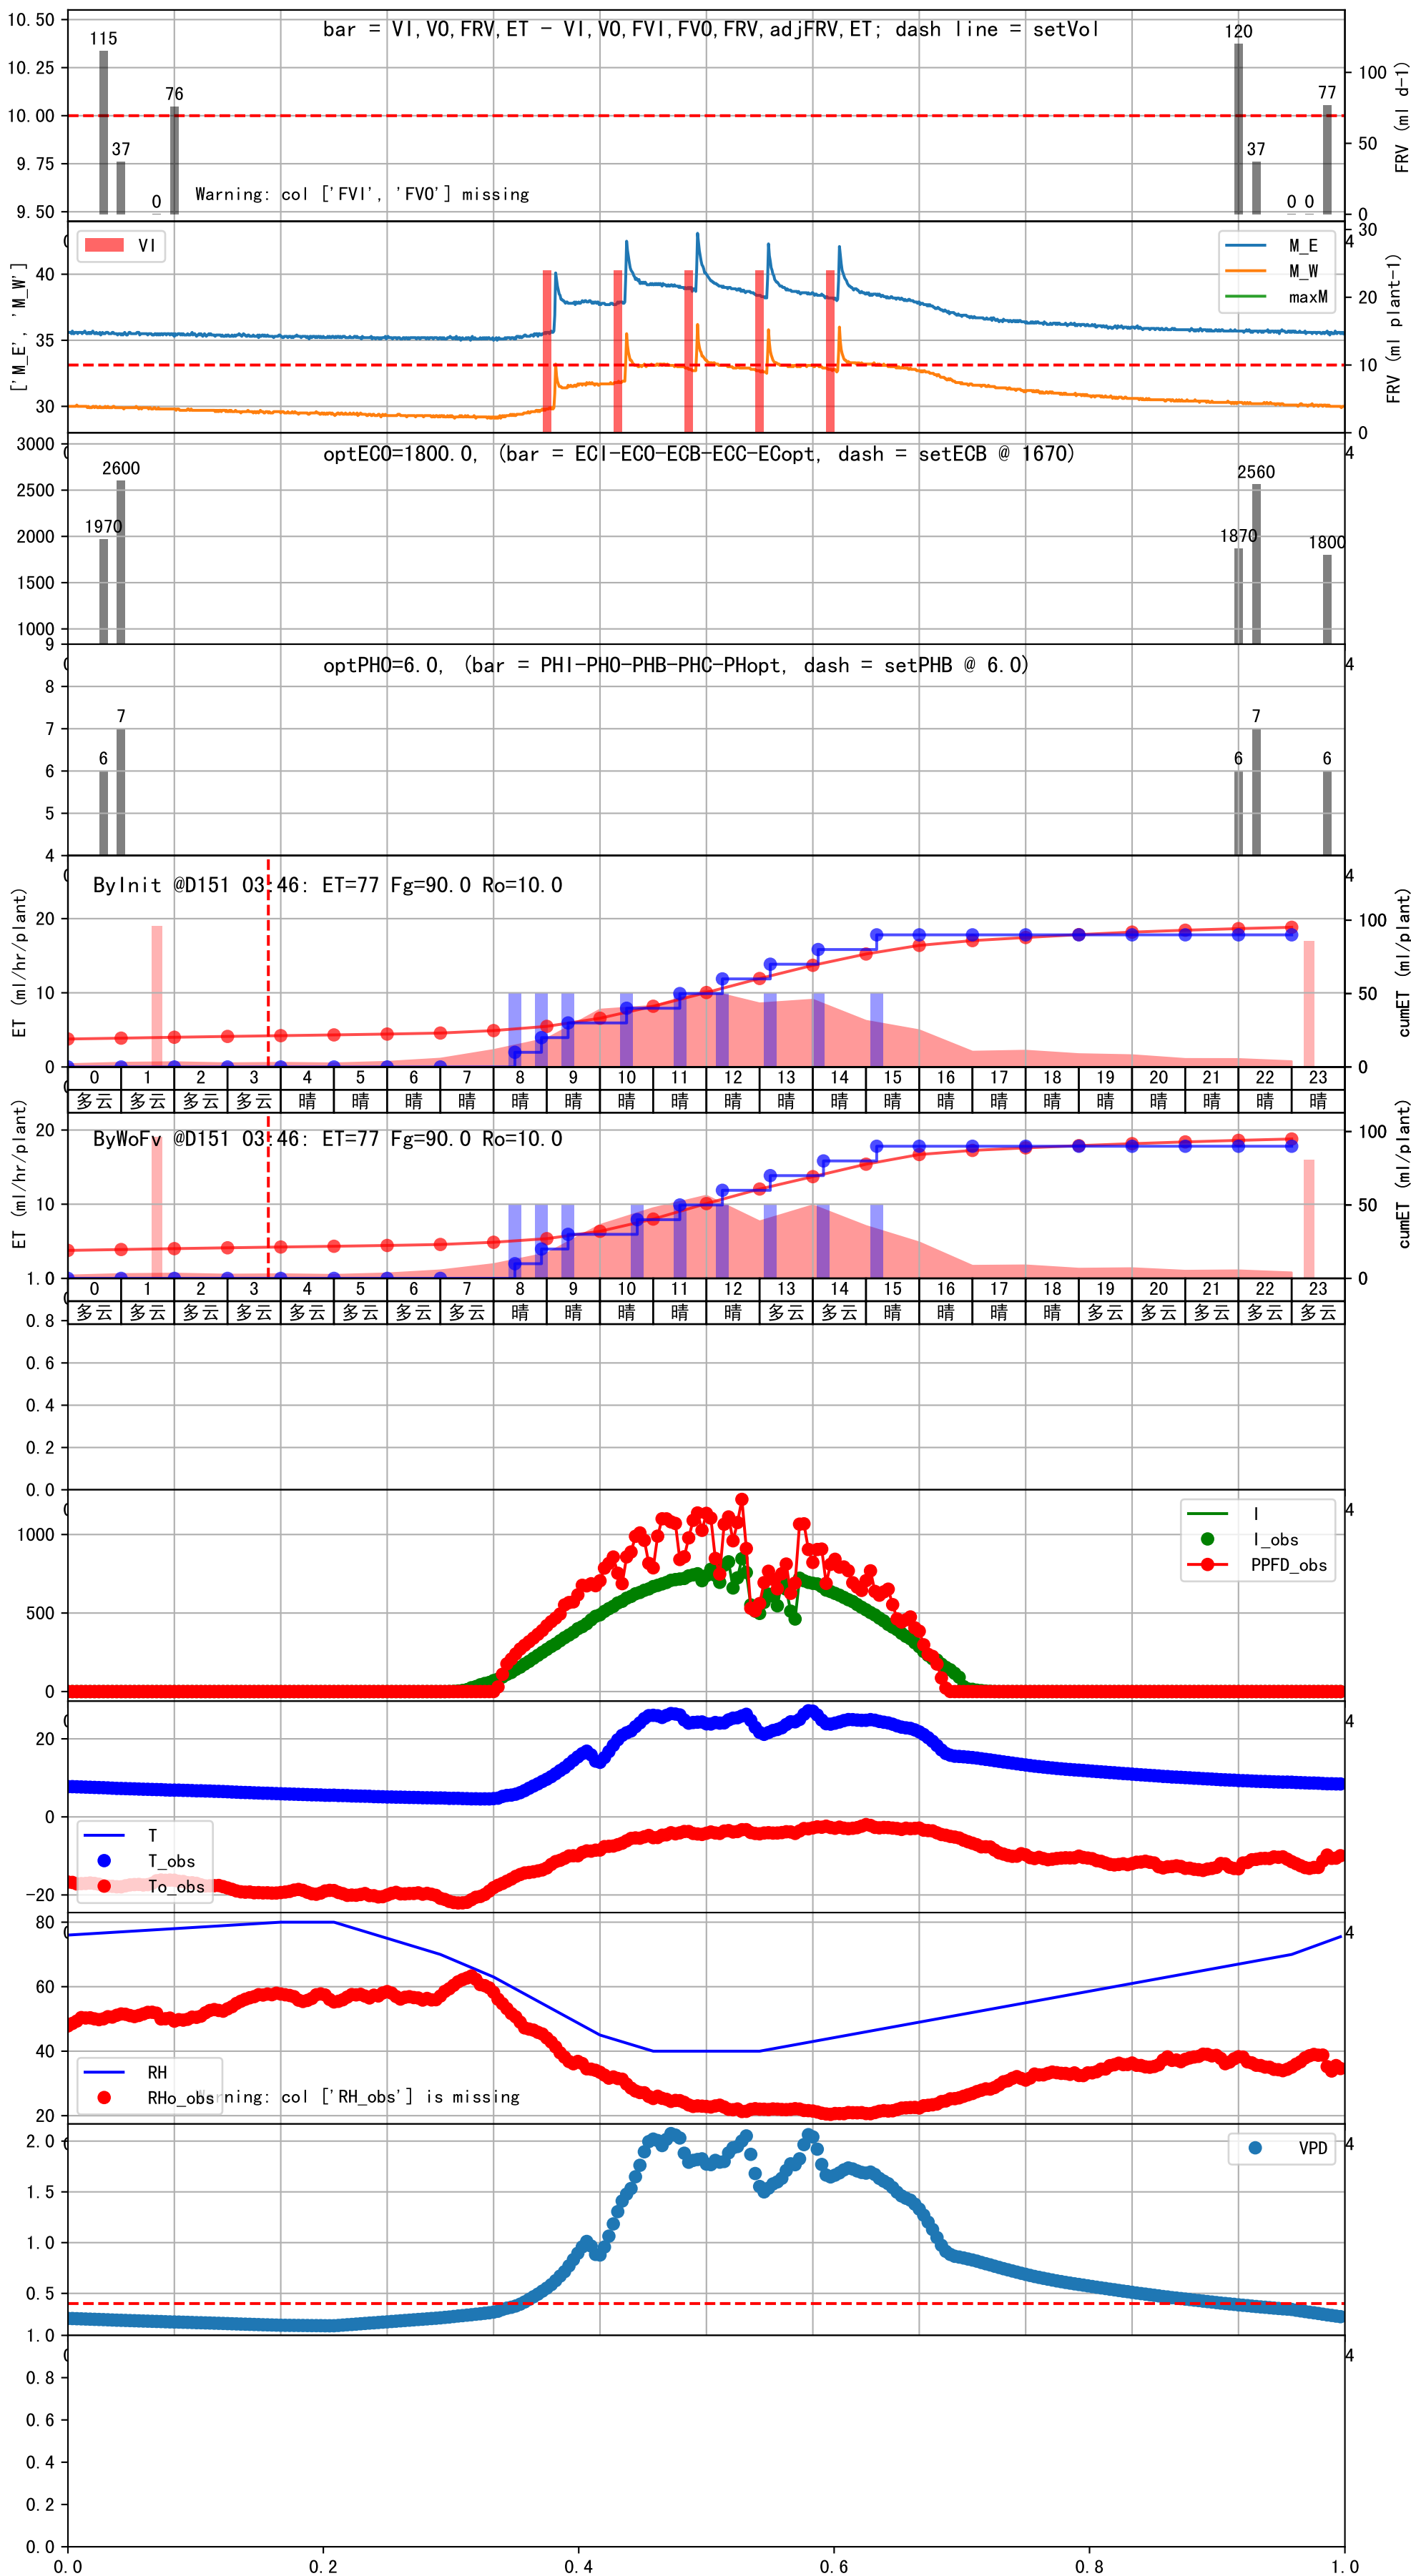 bar = VI,VO,FRV,ET - VI,VO,FVI,FVO,FRV,adjFRV,ET; dash line = setVol
10.50
10.25
10.00
9.75
9.50
115
37
0
76
120
37
0
0
77
Warning: col ['FVI', 'FVO'] missing
100
50
0
FRV (ml d-1)
['M_E', 'M_W']
40
35
30
VI
M_E
M_W
maxM
4
30
20
10
0
FRV (ml plant-1)
optECO=1800.0, (bar = ECI-ECO-ECB-ECC-ECopt, dash = setECB @ 1670)
3000
2500
2000
1500
1000
1970
2600
1870
2560
1800
4
optPHO=6.0, (bar = PHI-PHO-PHB-PHC-PHopt, dash = setPHB @ 6.0)
9
8
7
6
5
4
6
7
6
7
6
4
ByInit @D151 03:46: ET=77 Fg=90.0 Ro=10.0
ET (ml/hr/plant)
20
10
0
4
100
50
0
cumET (ml/plant)
0 1 2 3 4 5 6 7 8 9 10 11 12 13 14 15 16 17 18 19 20 21 22 23
多云 多云 多云 多云 晴 晴 晴 晴 晴 晴 晴 晴 晴 晴 晴 晴 晴 晴 晴 晴 晴 晴 晴 晴
ByWoFv @D151 03:46: ET=77 Fg=90.0 Ro=10.0
ET (ml/hr/plant)
20
10
100
50
0
cumET (ml/plant)
0 1 2 3 4 5 6 7 8 9 10 11 12 13 14 15 16 17 18 19 20 21 22 23
多云 多云 多云 多云 多云 多云 多云 多云 晴 晴 晴 晴 晴 多云 多云 晴 晴 晴 晴 多云 多云 多云 多云 多云
1.0
0.8
0.6
0.4
0.2
0.0
4
1000
500
0
I
I_obs
PPFD_obs
4
20
0
-20
T
T_obs
To_obs
4
80
60
40
20
RH
RHo_obs
rning: col ['RH_obs'] is missing
4
2.0
1.5
1.0
0.5
VPD
4
1.0
0.8
0.6
0.4
0.2
0.0
0.0 0.2 0.4 0.6 0.8 1.0